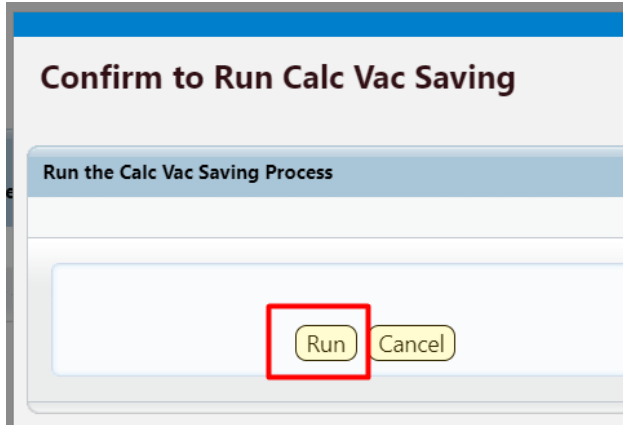 Confirm to Run Calc Vac Saving
Run the Calc Vac Saving Process
Run Cancel